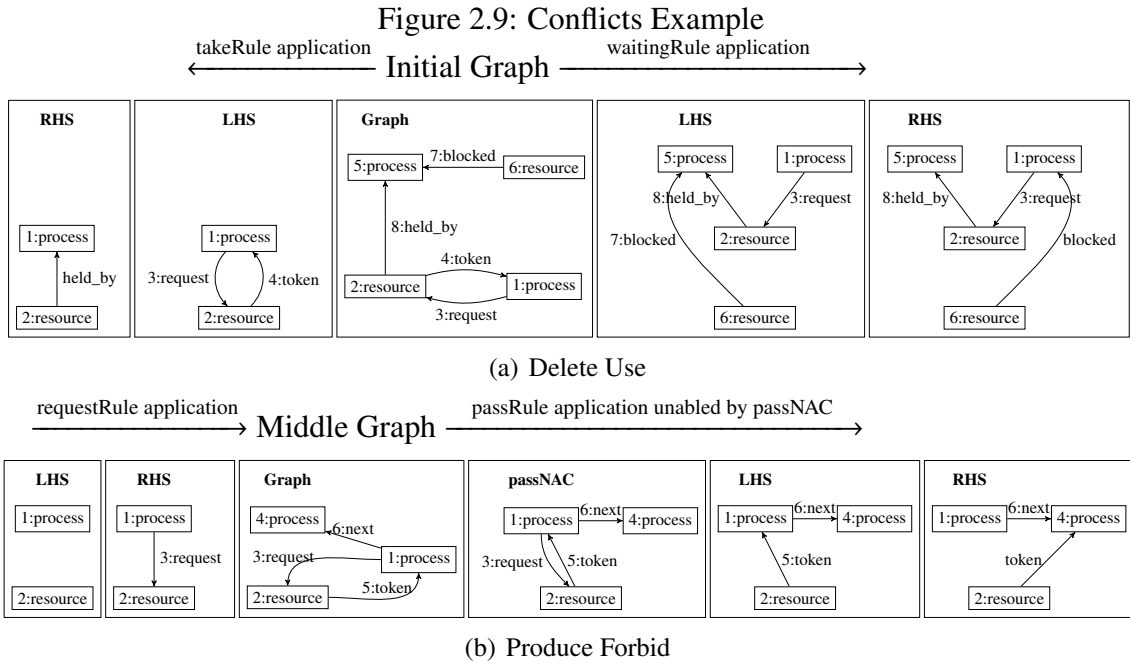 Figure 2.9: Conflicts Example
takeRule application
Initial Graph
waitingRule application
RHS
1:process
held_by
2:resource
LHS
1:process
3:request
4:token
2:resource
Graph
7:blocked
5:process
6:resource
8:held_by
4:token
2:resource
1:process
3:request
LHS
5:process
1:process
8:held_by
3:request
2:resource
7:blocked
6:resource
RHS
5:process
1:process
8:held_by
3:request
2:resource
blocked
6:resource
(a) Delete Use
requestRule application
Middle Graph
passRule application unabled by passNAC
LHS
1:process
2:resource
RHS
1:process
3:request
2:resource
Graph
4:process
6:next
3:request
1:process
5:token
2:resource
passNAC
6:next
1:process
4:process
3:request
5:token
2:resource
LHS
6:next
1:process
4:process
5:token
2:resource
RHS
6:next
1:process
4:process
token
2:resource
(b) Produce Forbid